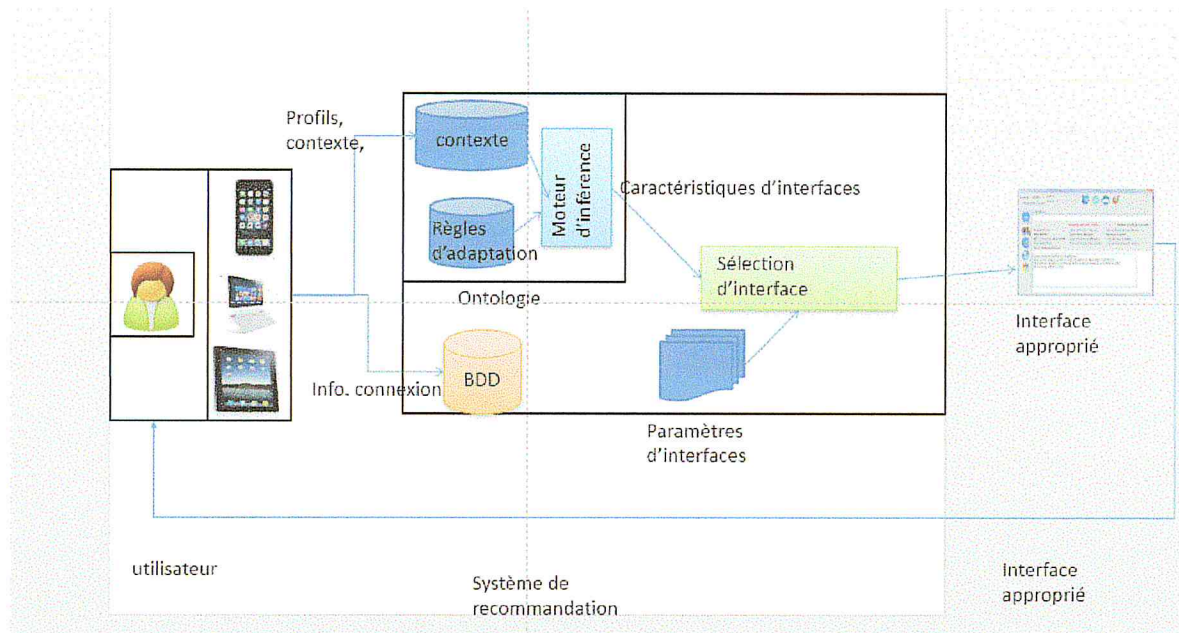 Profils,
contexte,
contexte
Moteur
d'inférence
Caractéristiques d'interfaces
Règles
d'adaptation
Sélection
d'interface
Ontologie
Interface
approprié
Info. connexion
BDD
Paramètres
d'interfaces
utilisateur
Système de
recommandation
Interface
approprié